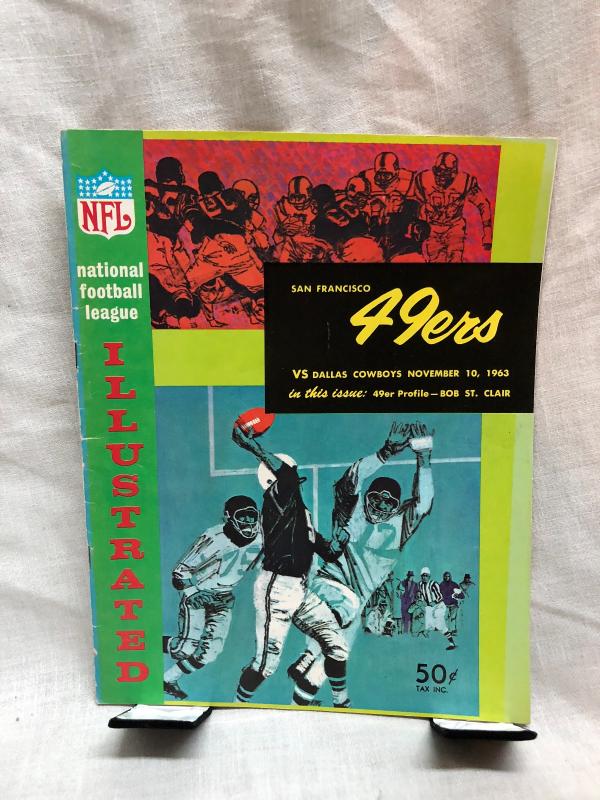 NFL
national
football
league
ILLUSTRATED
SAN FRANCISCO
49ers
VS DALLAS COWBOYS NOVEMBER 10, 1963
in this issue: 49er Profile — BOB ST. CLAIR
75
50¢
TAX INC.